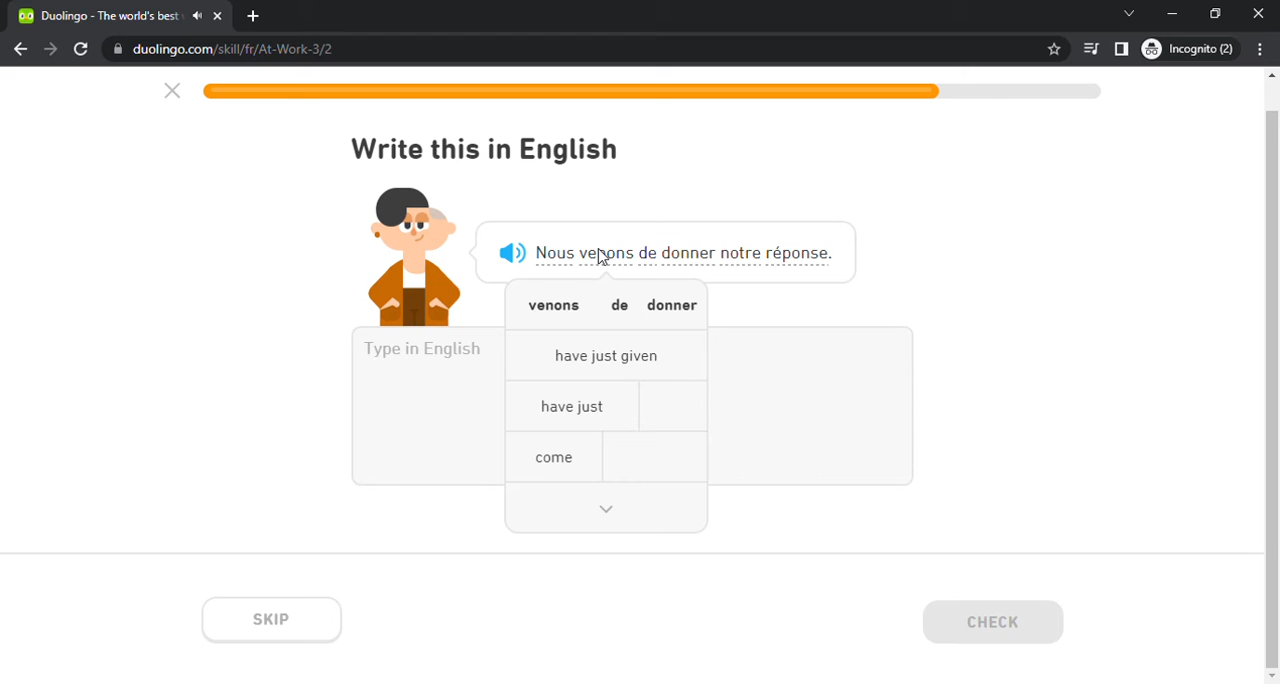 Duolingo - The world's best
duolingo.com/skill/fr/At-Work-3/2
Incognito (2)
Write this in English
Nous venons de donner notre réponse.
venons de donner
have just given
Type in English
have just
come
SKIP
CHECK